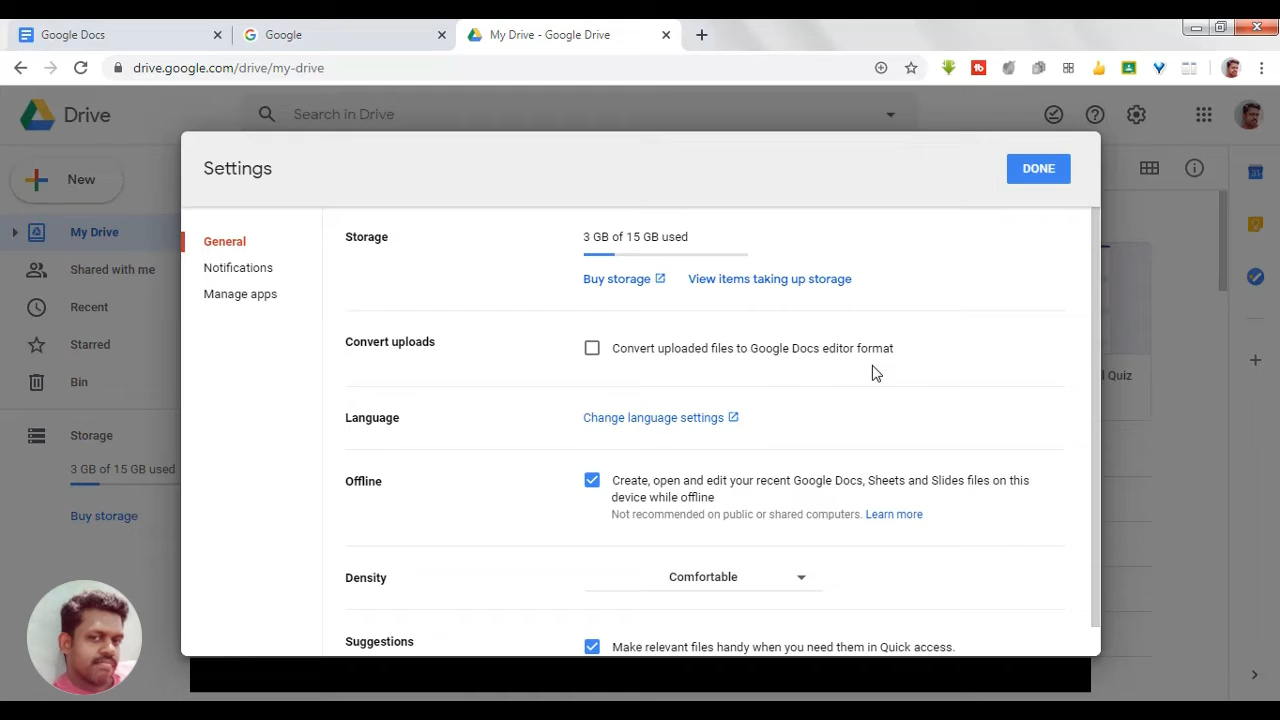 Google Docs
Google
My Drive - Google Drive
drive.google.com/drive/my-drive
Drive
Search in Drive
New
My Drive
Shared with me
Recent
Starred
Bin
Storage
3 GB of 15 GB used
Buy storage
Settings
DONE
General
Notifications
Manage apps
Storage
3 GB of 15 GB used
Buy storage
View items taking up storage
Convert uploads
Convert uploaded files to Google Docs editor format
Language
Change language settings
Offline
Create, open and edit your recent Google Docs, Sheets and Slides files on this
device while offline
Not recommended on public or shared computers. Learn more
Density
Comfortable
Suggestions
Make relevant files handy when you need them in Quick access.
Quiz
31
tb